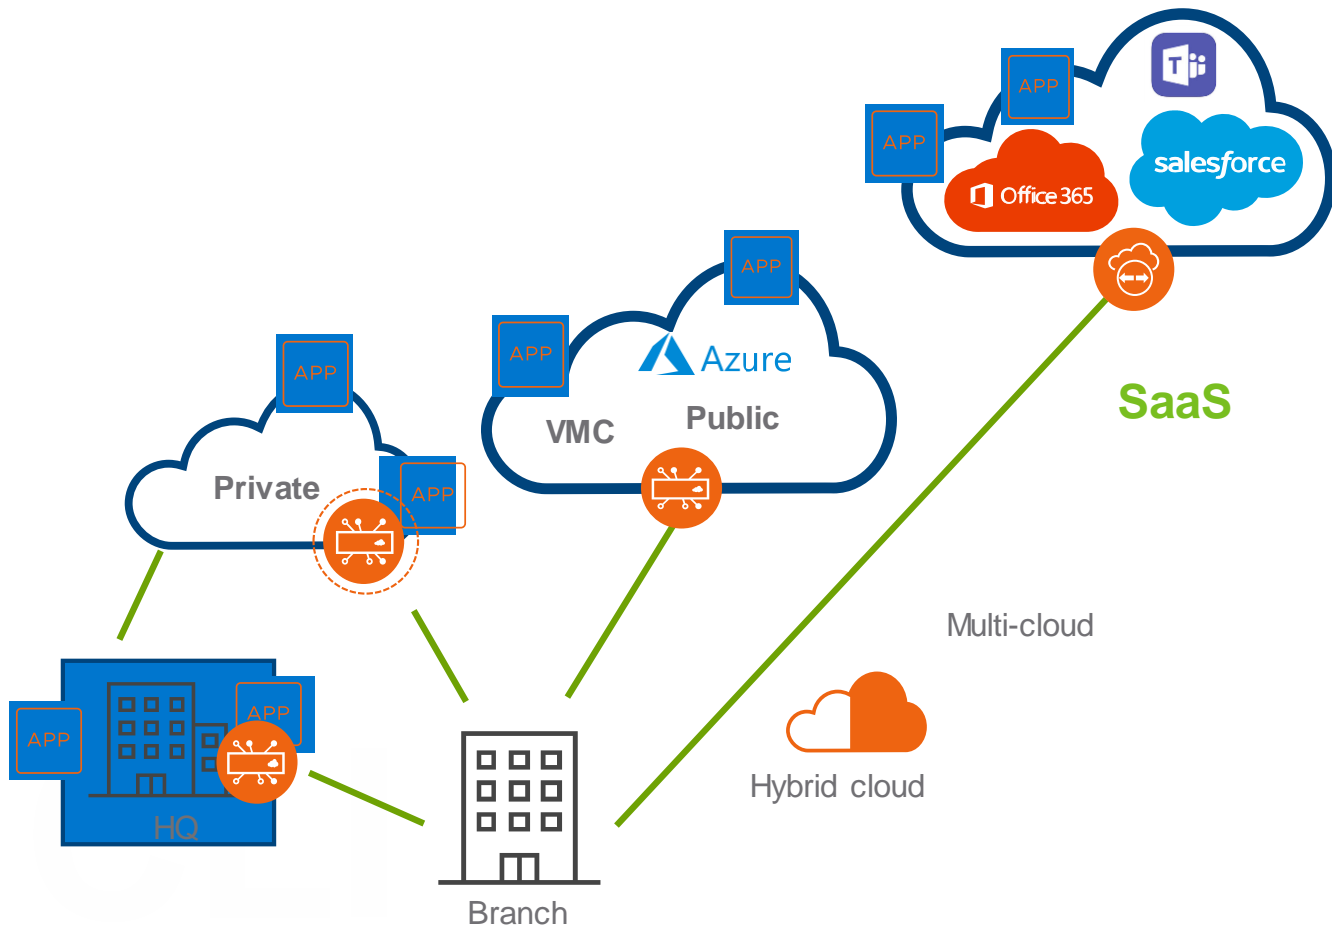 APP
APP
T
Office 365
salesforce
SaaS
APP
APP
Azure
VMC
Public
APP
APP
Private
Multi-cloud
Hybrid cloud
APP
APP
HQ
Branch